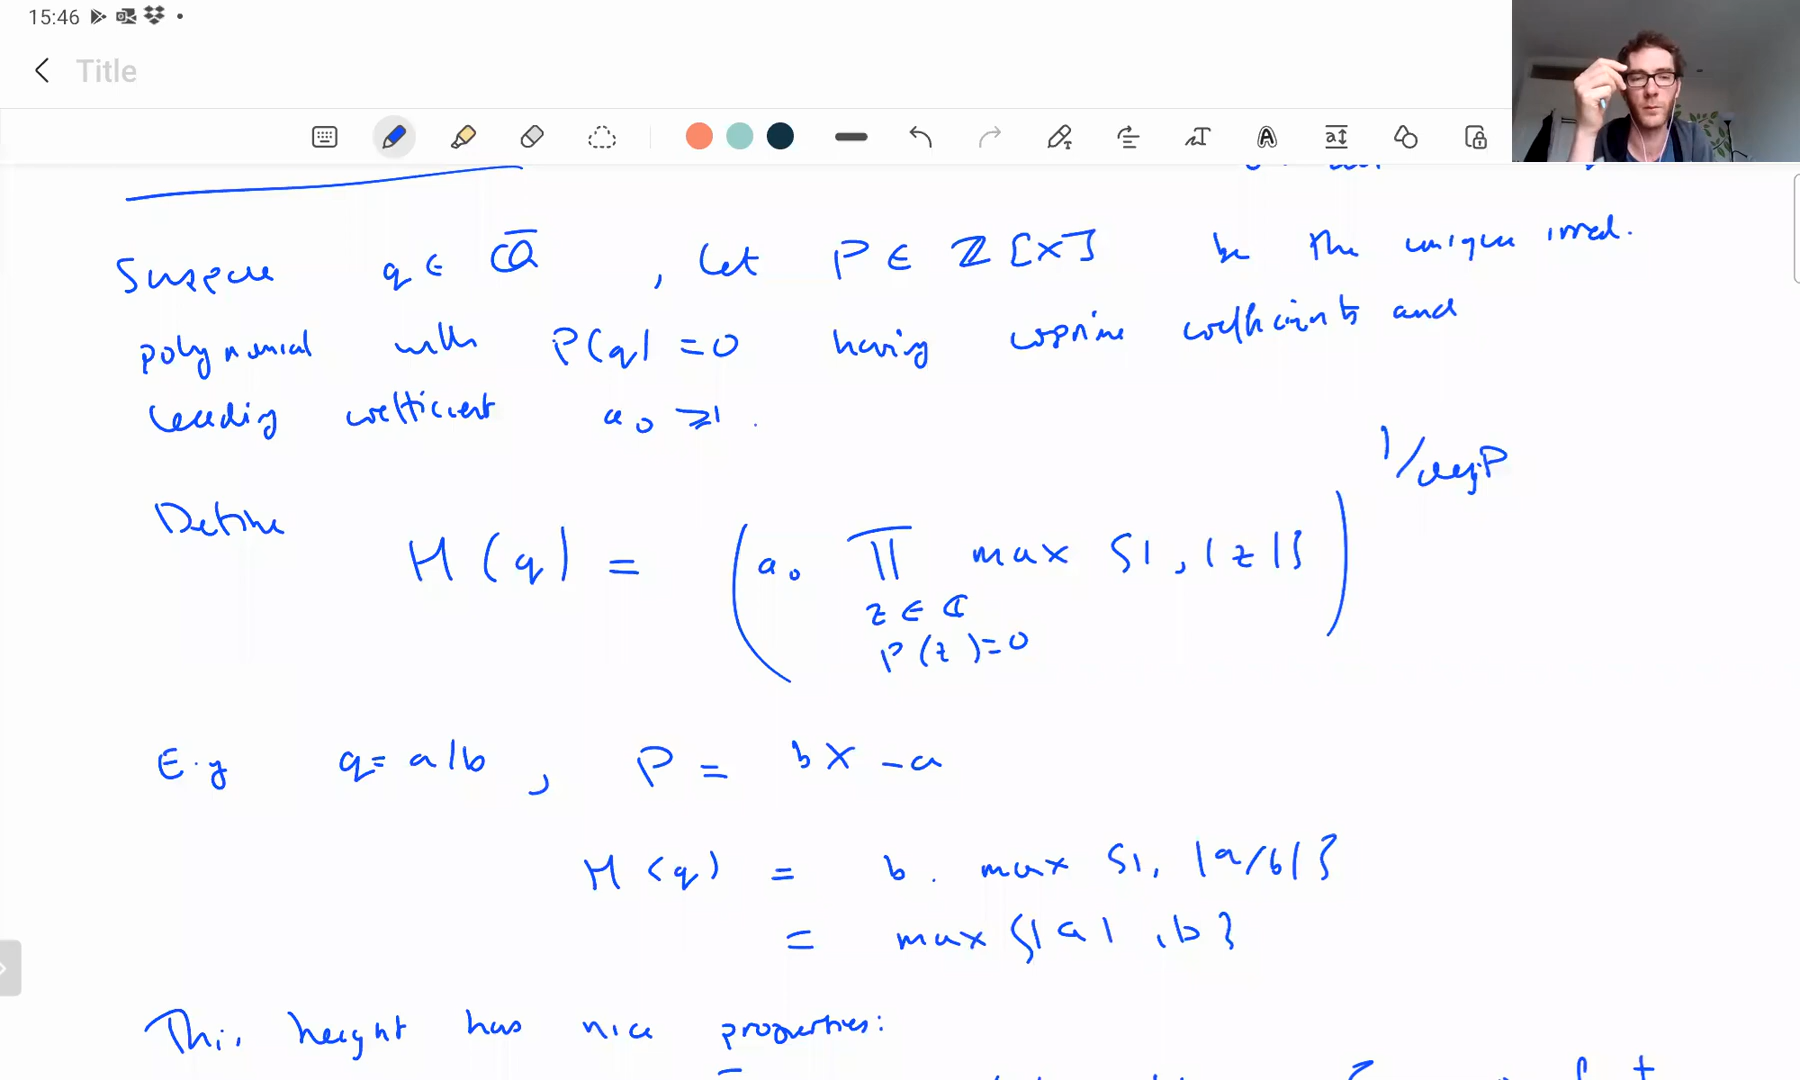 15:46
Title
Suppose q ∈ Q̄, let P ∈ ℤ[X] be the unique irred.
polynomial with P(q) = 0 having coprime coefficients and
leading coefficient a₀ ≥ 1.
Define H(q) = (a₀ ∏_{z ∈ ℂ, P(z)=0} max {1, |z|})^{1/deg P}
E.g q = a/b, P = bX - a
H(q) = b. max {1, |a/b|}
= max {|a|, b}
This height has nice properties: